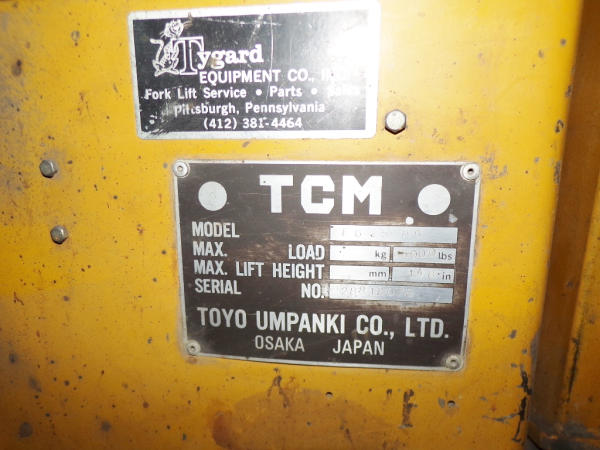 Tygard
EQUIPMENT CO.,
Fork Lift Service • Parts • Sales
Pittsburgh, Pennsylvania
(412) 381-4464
TCM
MODEL
MAX. LOAD kg lbs
MAX. LIFT HEIGHT mm in
SERIAL NO.
TOYO UMPANKI CO., LTD.
OSAKA JAPAN